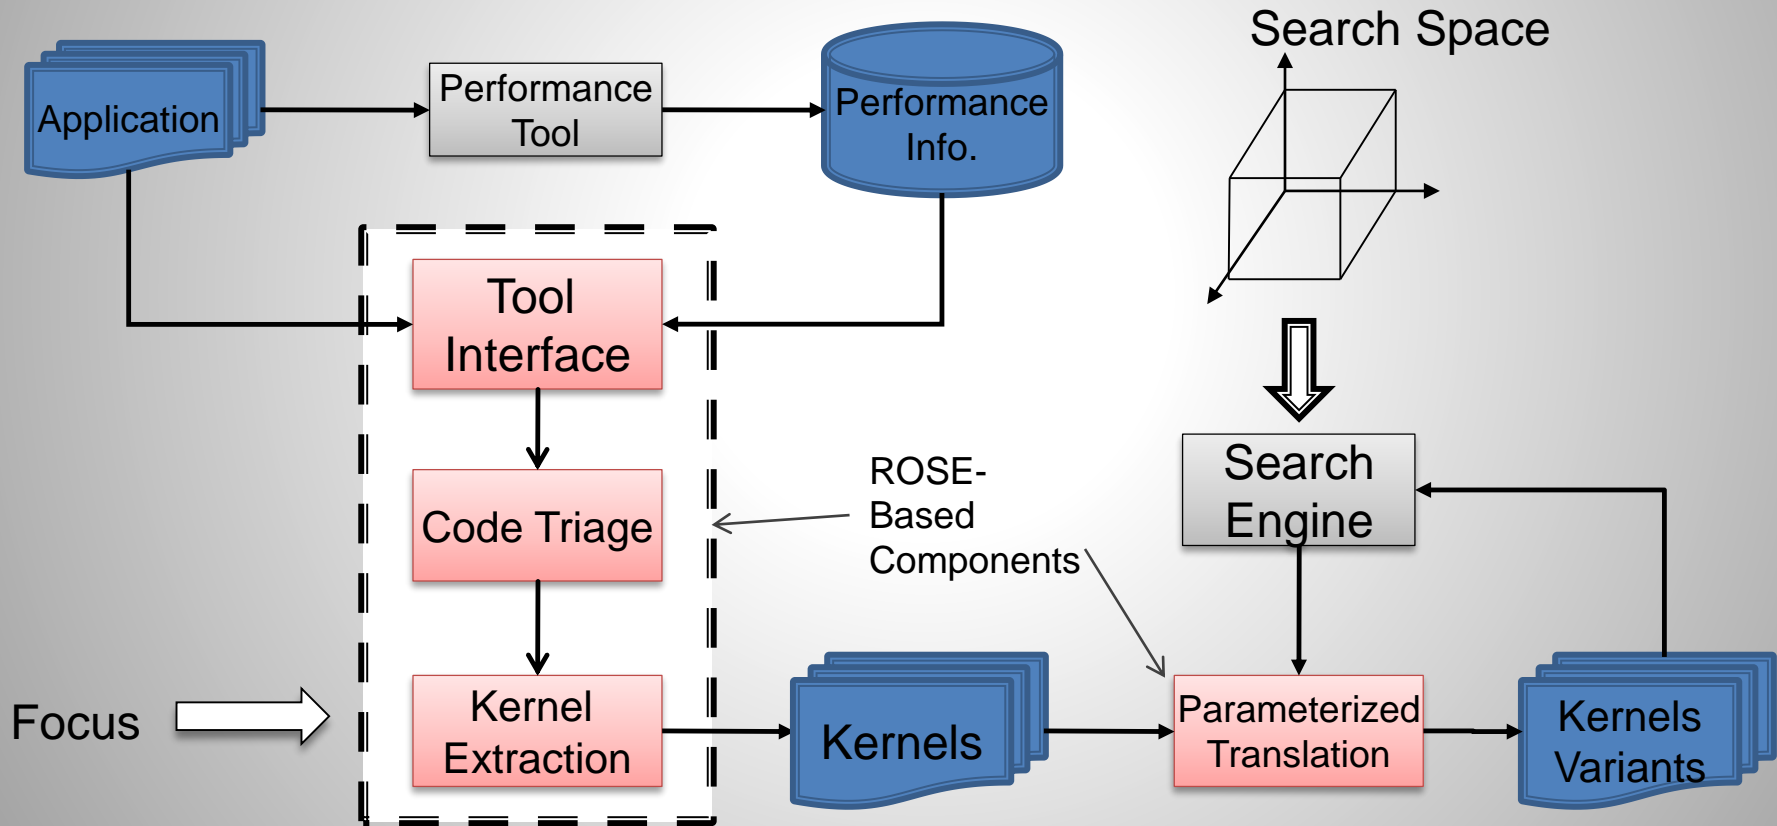 Search Space
Application
Performance
Tool
Performance
Info.
Tool
Interface
Code Triage
ROSE-
Based
Components
Search
Engine
Focus
Kernel
Extraction
Kernels
Parameterized
Translation
Kernels
Variants